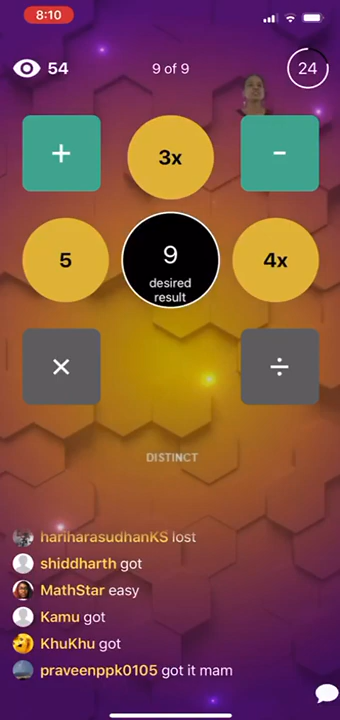 8:10
54
9 of 9
24
+
3x
-
5
9
desired
result
4x
×
÷
DISTINCT
hariharasudhanKS lost
shiddharth got
MathStar easy
Kamu got
KhuKhu got
praveenppk0105 got it mam